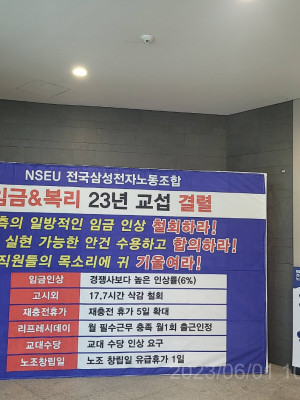 NSEU 전국삼성전자노동조합
임금&복리 23년 교섭 결렬
측의 일방적인 임금 인상 철회하라!
실현 가능한 안건 수용하고 합의하라!
직원들의 목소리에 귀 기울여라!
임금인상 경쟁사보다 높은 인상률(6%)
고시외 17.7시간 삭감 철회
재충전휴가 재충전 휴가 5일 확대
리프레시데이 월 필수근무 충족 월1회 출근인정
교대수당 교대 수당 인상 요구
노조창립일 노조 창립일 유급휴가 1일
2023/06/01 1